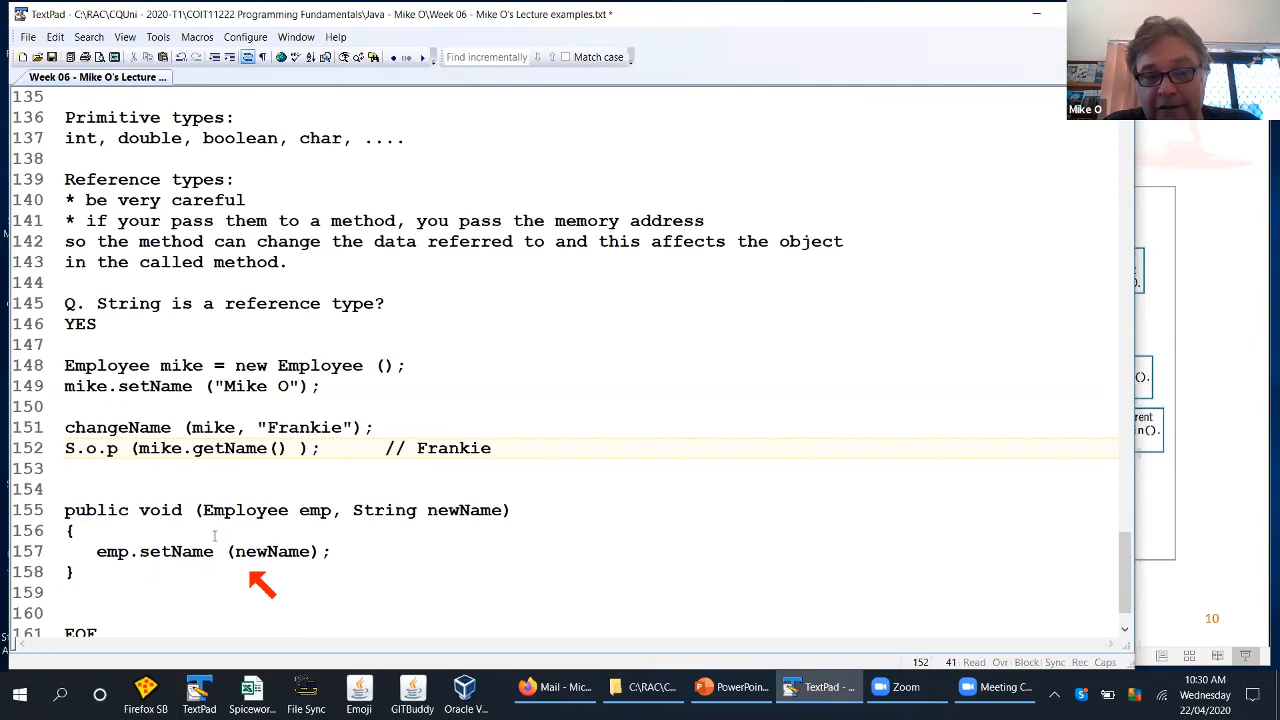 TextPad - C:\RAC\CQUni - 2020-T1\COIT11222 Programming Fundamentals\Java - Mike O\Week 06 - Mike O's Lecture examples.txt *
File Edit Search View Tools Macros Configure Window Help
Find incrementally Match case
Week 06 - Mike O's Lecture ...
Mike O
135
136 Primitive types:
137 int, double, boolean, char, ....
138
139 Reference types:
140 * be very careful
141 * if your pass them to a method, you pass the memory address
142 so the method can change the data referred to and this affects the object
143 in the called method.
144
145 Q. String is a reference type?
146 YES
147
148 Employee mike = new Employee ();
149 mike.setName ("Mike O");
150
151 changeName (mike, "Frankie");
152 S.o.p (mike.getName() ); // Frankie
153
154
155 public void (Employee emp, String newName)
156 {
157 emp.setName (newName);
158 }
159
160
161 EOF
10
152 41 Read Ovr Block Sync Rec Caps
Firefox SB TextPad Spicewor... File Sync Emoji GITBuddy Oracle V...
Mail - Mic... C:\RAC\C... PowerPoin... TextPad - ... Zoom Meeting C...
10:30 AM
Wednesday
22/04/2020